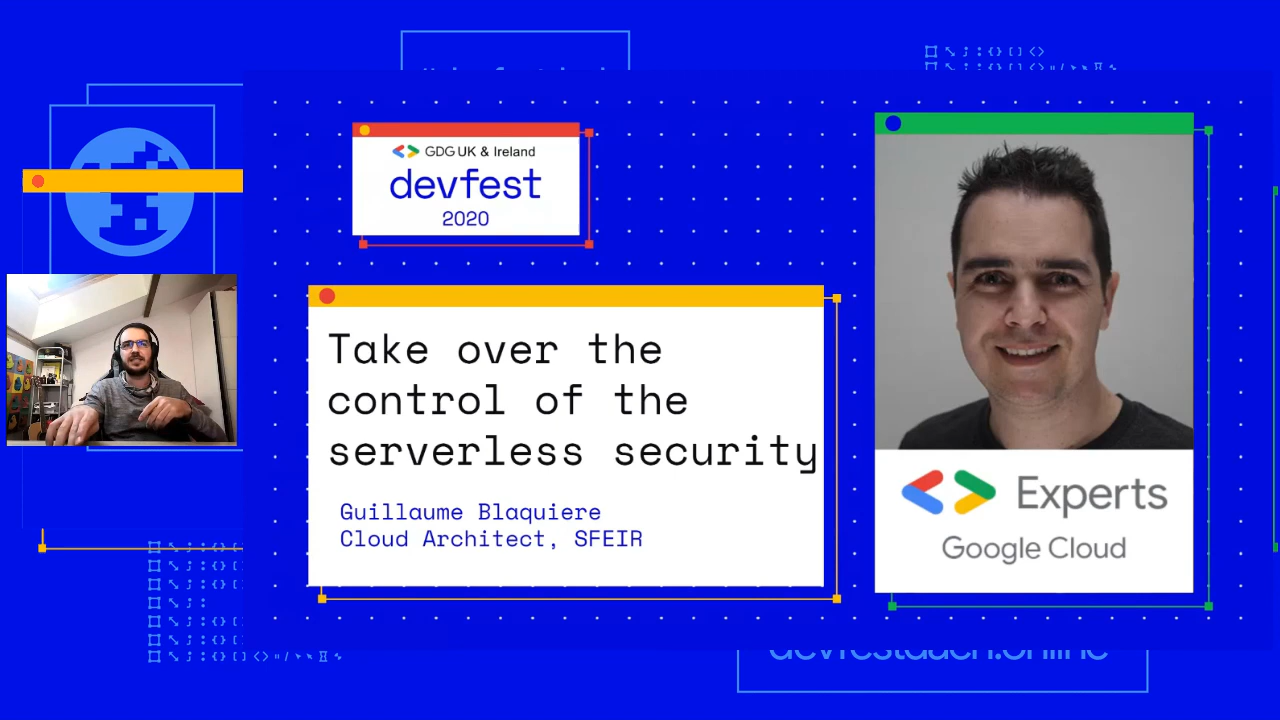 GDG UK & Ireland
devfest
2020
Take over the
control of the
serverless security
Guillaume Blaquiere
Cloud Architect, SFEIR
Experts
Google Cloud